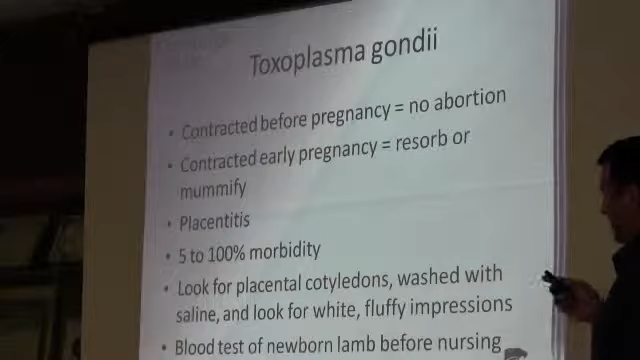 Toxoplasma gondii
• Contracted before pregnancy = no abortion
• Contracted early pregnancy = resorb or
mummify
• Placentitis
• 5 to 100% morbidity
• Look for placental cotyledons, washed with
saline, and look for white, fluffy impressions
• Blood test of newborn lamb before nursing